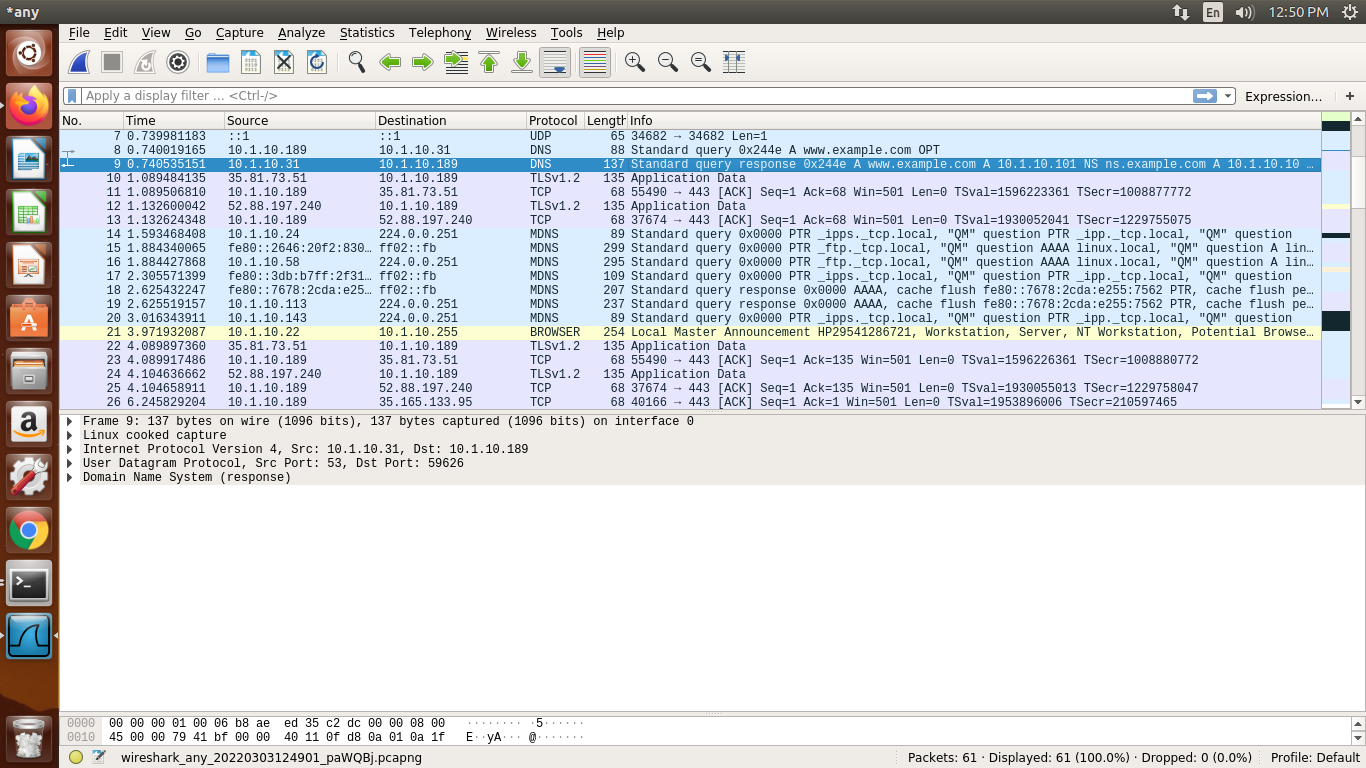 *any
En
12:50 PM
File Edit View Go Capture Analyze Statistics Telephony Wireless Tools Help
Apply a display filter ... <Ctrl-/>
Expression... +
No. Time Source Destination Protocol Length Info
7 0.739981183 ::1 ::1 UDP 65 34682 → 34682 Len=1
8 0.740019165 10.1.10.189 10.1.10.31 DNS 88 Standard query 0x244e A www.example.com OPT
9 0.740535151 10.1.10.31 10.1.10.189 DNS 137 Standard query response 0x244e A www.example.com A 10.1.10.101 NS ns.example.com A 10.1.10.10 …
10 1.089484135 35.81.73.51 10.1.10.189 TLSv1.2 135 Application Data
11 1.089506810 10.1.10.189 35.81.73.51 TCP 68 55490 → 443 [ACK] Seq=1 Ack=68 Win=501 Len=0 TSval=1596223361 TSecr=1008877772
12 1.132600042 52.88.197.240 10.1.10.189 TLSv1.2 135 Application Data
13 1.132624348 10.1.10.189 52.88.197.240 TCP 68 37674 → 443 [ACK] Seq=1 Ack=68 Win=501 Len=0 TSval=1930052041 TSecr=1229755075
14 1.593468408 10.1.10.24 224.0.0.251 MDNS 89 Standard query 0x0000 PTR _ipps._tcp.local, "QM" question PTR _ipp._tcp.local, "QM" question
15 1.884340065 fe80::2646:20f2:830… ff02::fb MDNS 299 Standard query 0x0000 PTR _ftp._tcp.local, "QM" question AAAA linux.local, "QM" question A lin…
16 1.884427868 10.1.10.58 224.0.0.251 MDNS 295 Standard query 0x0000 PTR _ftp._tcp.local, "QM" question AAAA linux.local, "QM" question A lin…
17 2.305571399 fe80::3db:b7ff:2f31… ff02::fb MDNS 109 Standard query 0x0000 PTR _ipps._tcp.local, "QM" question PTR _ipp._tcp.local, "QM" question
18 2.625432247 fe80::7678:2cda:e25… ff02::fb MDNS 207 Standard query response 0x0000 AAAA, cache flush fe80::7678:2cda:e255:7562 PTR, cache flush pe…
19 2.625519157 10.1.10.113 224.0.0.251 MDNS 237 Standard query response 0x0000 AAAA, cache flush fe80::7678:2cda:e255:7562 PTR, cache flush pe…
20 3.016343911 10.1.10.143 224.0.0.251 MDNS 89 Standard query 0x0000 PTR _ipps._tcp.local, "QM" question PTR _ipp._tcp.local, "QM" question
21 3.971932087 10.1.10.22 10.1.10.255 BROWSER 254 Local Master Announcement HP29541286721, Workstation, Server, NT Workstation, Potential Browse…
22 4.089897360 35.81.73.51 10.1.10.189 TLSv1.2 135 Application Data
23 4.089917486 10.1.10.189 35.81.73.51 TCP 68 55490 → 443 [ACK] Seq=1 Ack=135 Win=501 Len=0 TSval=1596226361 TSecr=1008880772
24 4.104636662 52.88.197.240 10.1.10.189 TLSv1.2 135 Application Data
25 4.104658911 10.1.10.189 52.88.197.240 TCP 68 37674 → 443 [ACK] Seq=1 Ack=135 Win=501 Len=0 TSval=1930055013 TSecr=1229758047
26 6.245829204 10.1.10.189 35.165.133.95 TCP 68 40166 → 443 [ACK] Seq=1 Ack=1 Win=501 Len=0 TSval=1953896006 TSecr=210597465
Frame 9: 137 bytes on wire (1096 bits), 137 bytes captured (1096 bits) on interface 0
Linux cooked capture
Internet Protocol Version 4, Src: 10.1.10.31, Dst: 10.1.10.189
User Datagram Protocol, Src Port: 53, Dst Port: 59626
Domain Name System (response)
0000 00 00 00 01 00 06 b8 ae ed 35 c2 dc 00 00 08 00 ········ ·5······
0010 45 00 00 79 41 bf 00 00 40 11 0f d8 0a 01 0a 1f E··yA··· @·······
wireshark_any_20220303124901_paWQBj.pcapng
Packets: 61 · Displayed: 61 (100.0%) · Dropped: 0 (0.0%)
Profile: Default